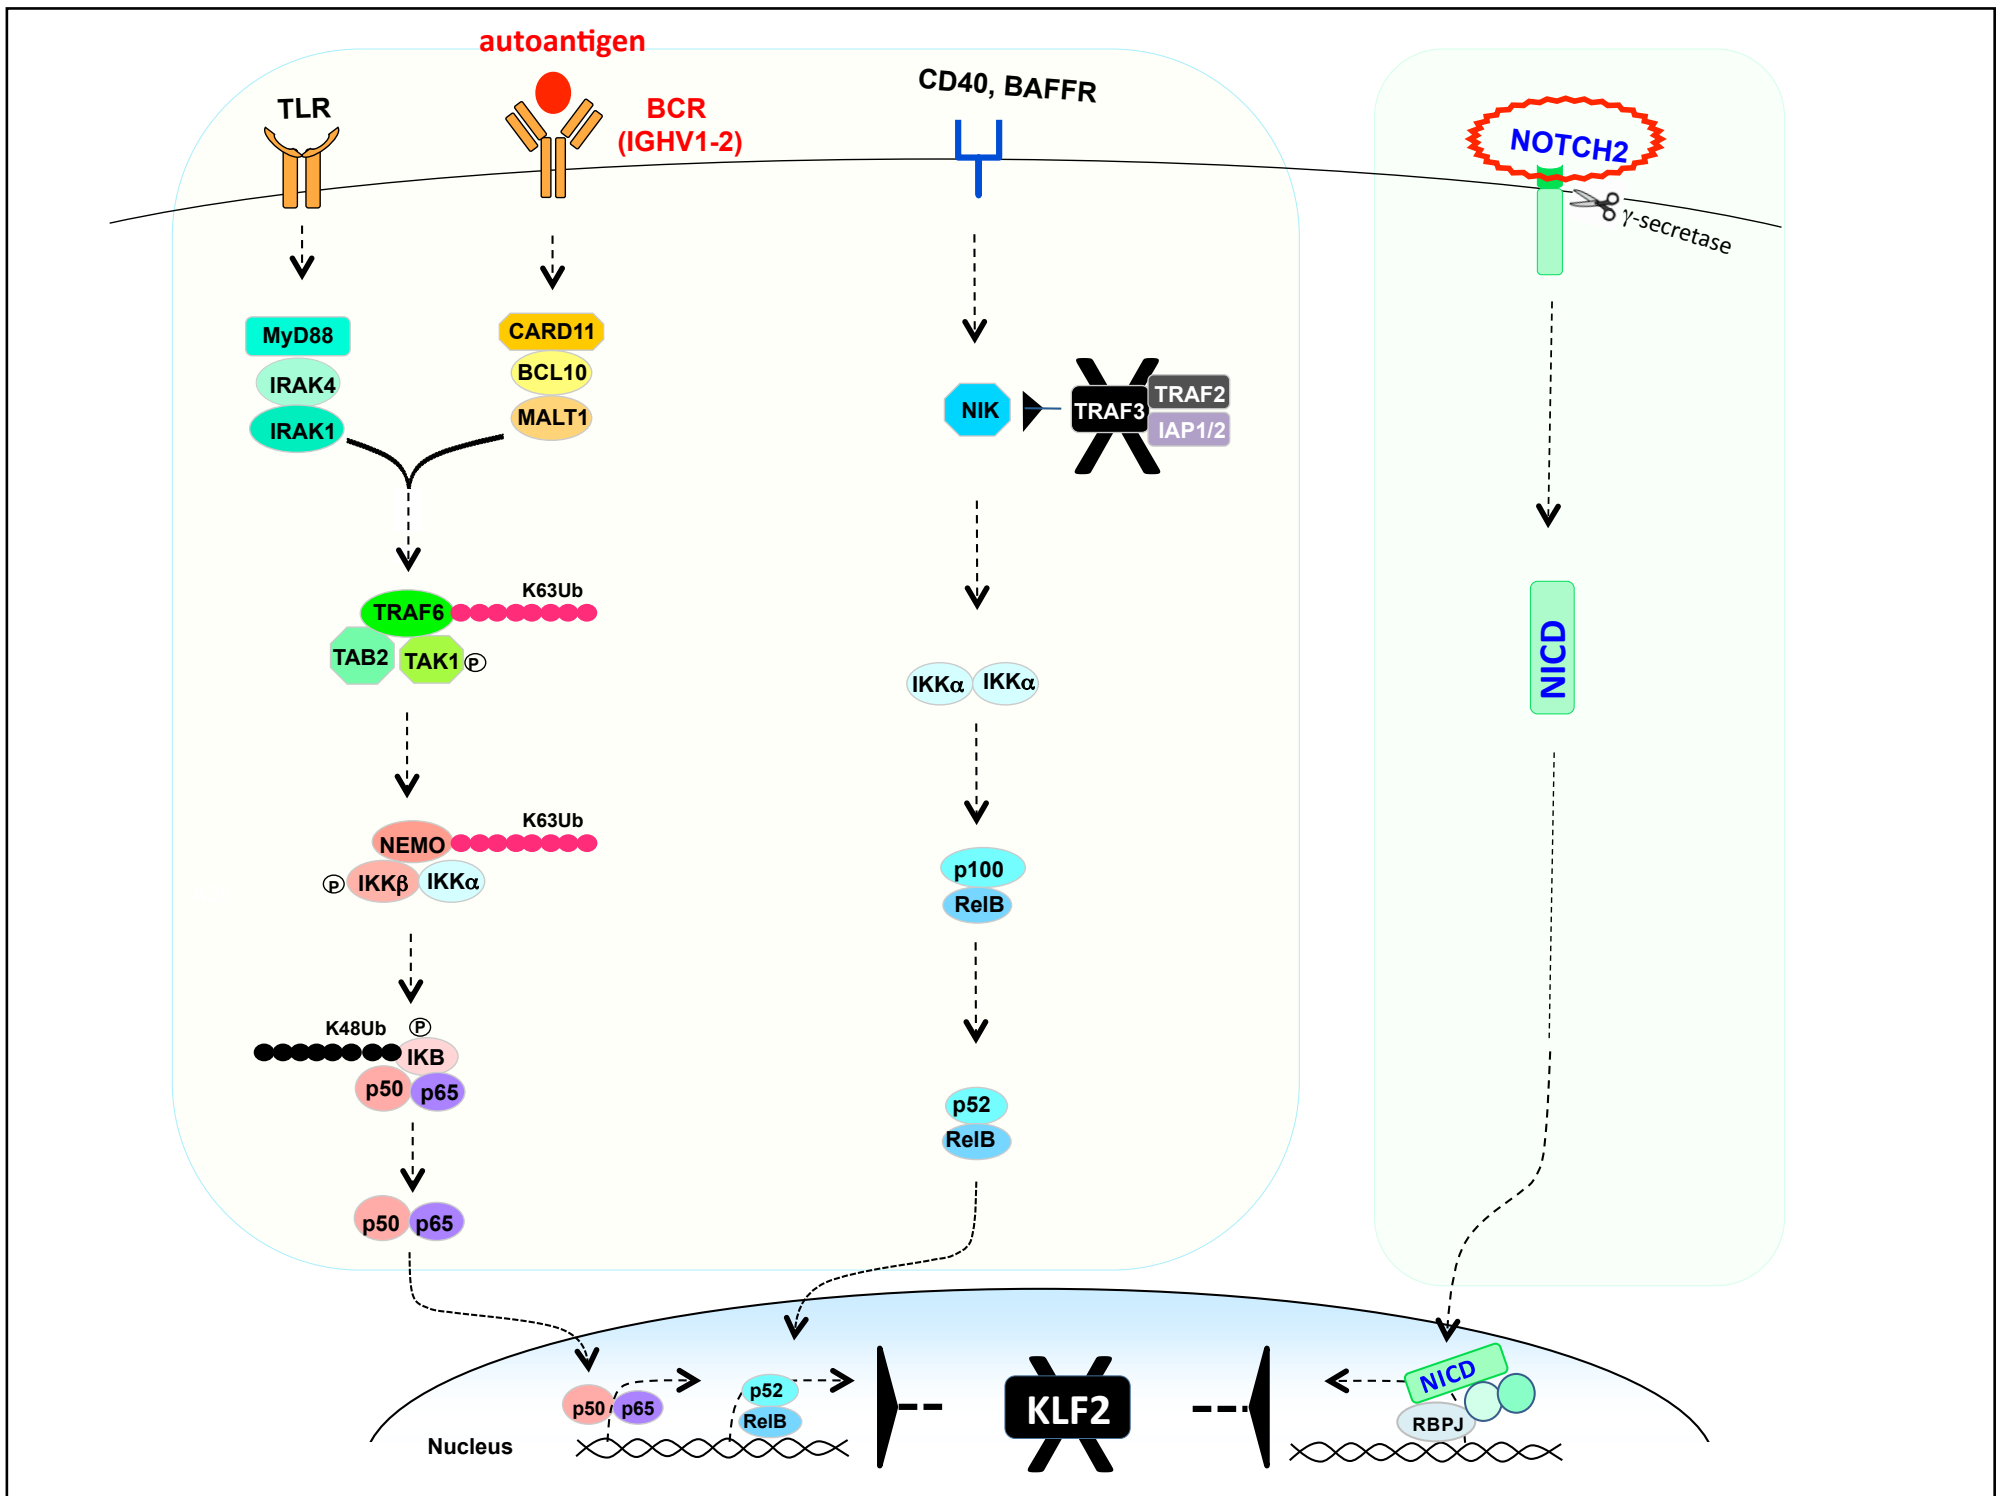 autoantigen
TLR
BCR
(IGHV1-2)
CD40, BAFFR
NOTCH2
γ-secretase
MyD88
IRAK4
IRAK1
CARD11
BCL10
MALT1
NIK
TRAF3
TRAF2
IAP1/2
K63Ub
TRAF6
TAB2
TAK1
P
IKKα
IKKα
NICD
K63Ub
NEMO
P
IKKβ
IKKα
p100
RelB
K48Ub
P
IKB
p50
p65
p52
RelB
p50
p65
p50
p65
p52
RelB
KLF2
NICD
RBPJ
Nucleus